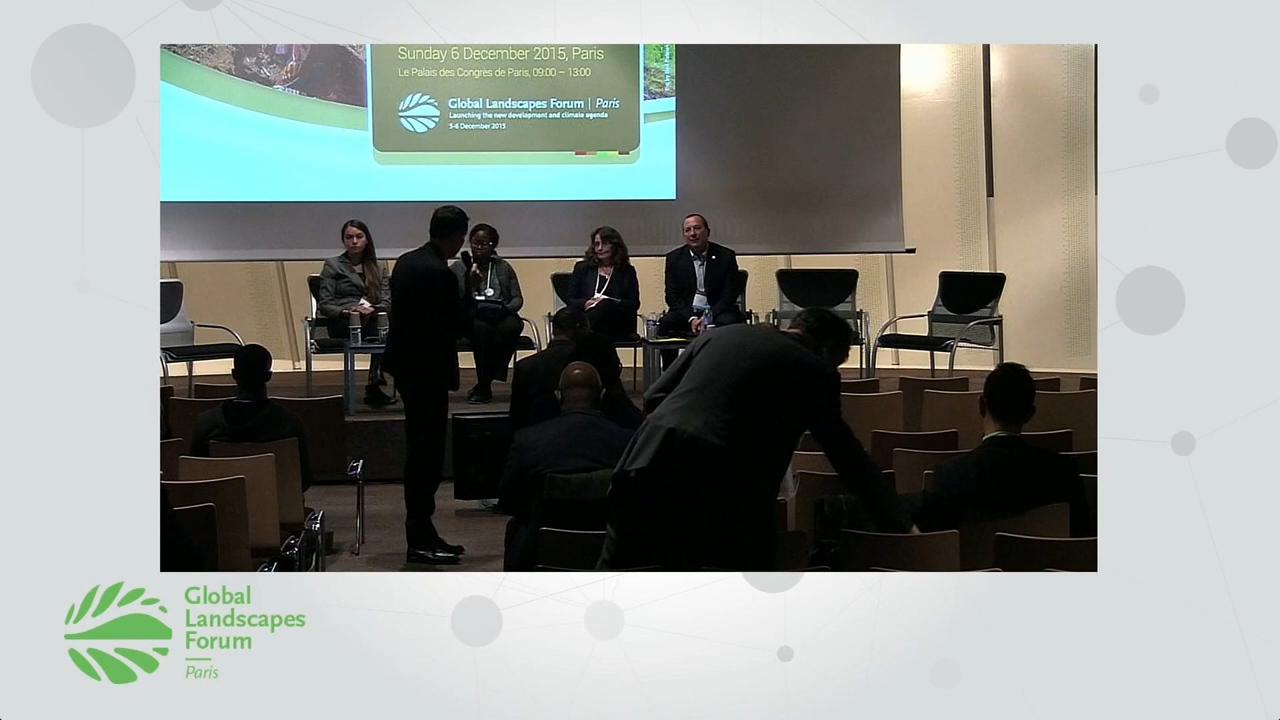 Sunday 6 December 2015, Paris
Le Palais des Congrès de Paris, 09:00 – 13:00
Global Landscapes Forum | Paris
Launching the new development and climate agenda
5-6 December 2015
Global
Landscapes
Forum
Paris